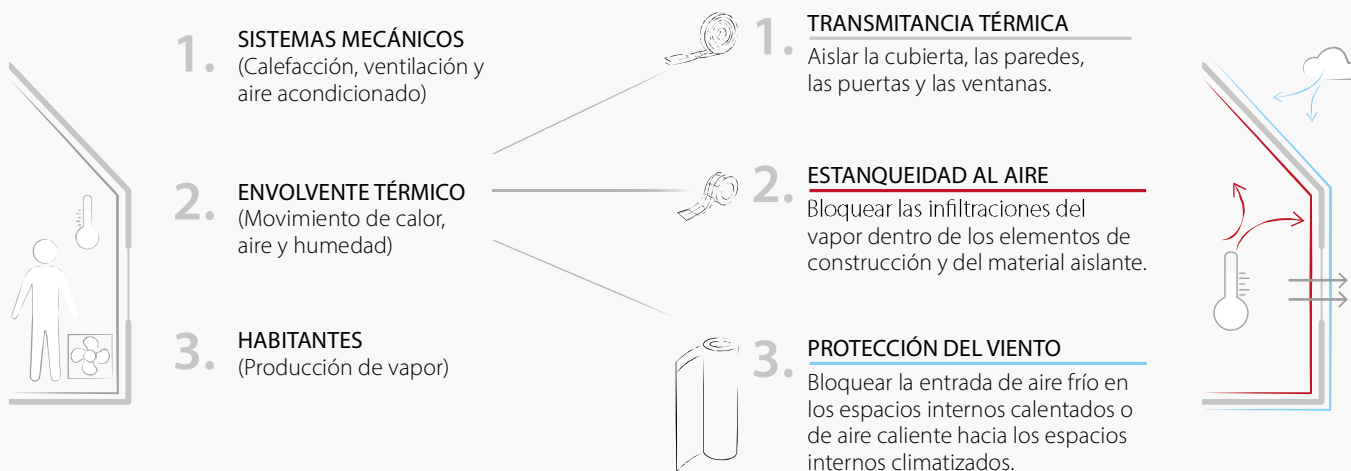 1.
SISTEMAS MECÁNICOS
(Calefacción, ventilación y
aire acondicionado)
2.
ENVOLVENTE TÉRMICO
(Movimiento de calor,
aire y humedad)
3.
HABITANTES
(Producción de vapor)
1.
TRANSMITANCIA TÉRMICA
Aislar la cubierta, las paredes,
las puertas y las ventanas.
2.
ESTANQUEIDAD AL AIRE
Bloquear las infiltraciones del
vapor dentro de los elementos de
construcción y del material aislante.
3.
PROTECCIÓN DEL VIENTO
Bloquear la entrada de aire frío en
los espacios internos calentados o
de aire caliente hacia los espacios
internos climatizados.